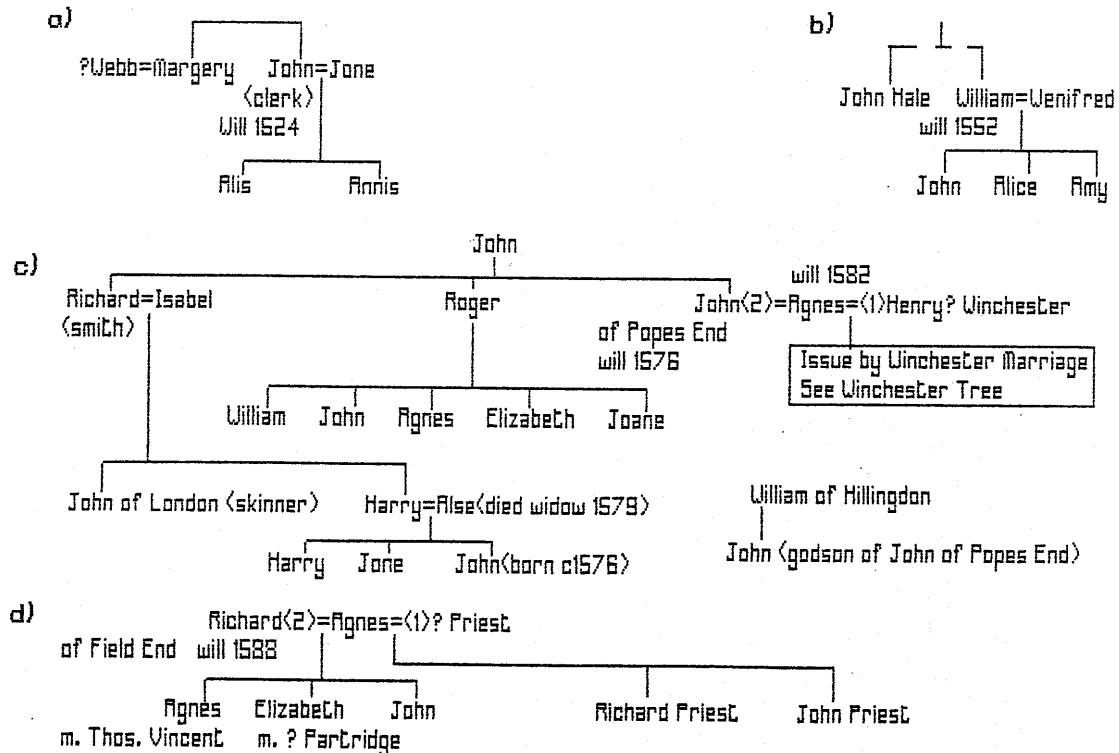 a)
?Webb=Margery John=Jone
(clerk)
Will 1524
Alis Annis
b)
John Hale William=Wenifred
will 1552
John Alice Amy
c)
John
will 1582
Richard=Isabel Roger John(2)=Agnes=(1)Henry? Winchester
(smith)
of Popes End
will 1576
Issue by Winchester Marriage
See Winchester Tree
William John Agnes Elizabeth Joane
John of London (skinner) Harry=Alse(died widow 1579)
William of Hillingdon
Harry Jone John(born c1576) John (godson of John of Popes End)
d)
Richard(2)=Agnes=(1)? Priest
of Field End will 1588
Agnes Elizabeth John Richard Priest John Priest
m. Thos. Vincent m. ? Partridge